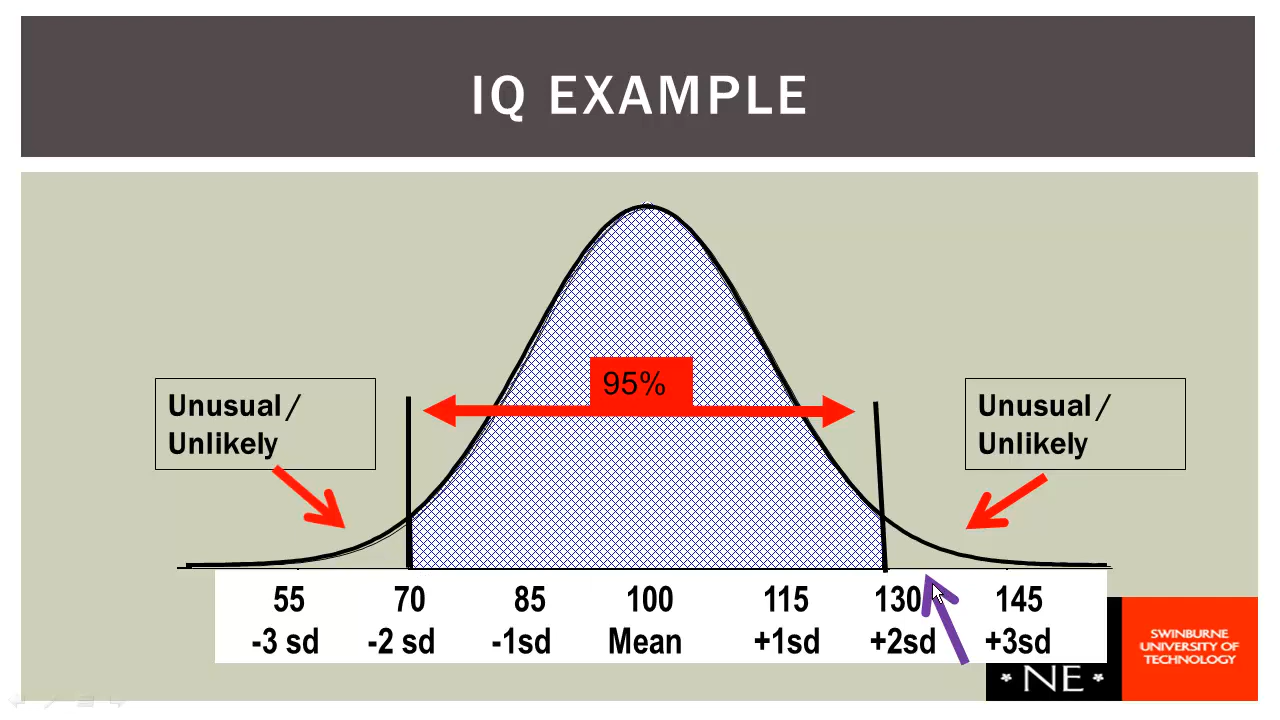 IQ EXAMPLE
95%
Unusual /
Unlikely
Unusual /
Unlikely
55 70 85 100 115 130 145
-3 sd -2 sd -1sd Mean +1sd +2sd +3sd
SWINBURNE
UNIVERSITY OF
TECHNOLOGY
* NE *